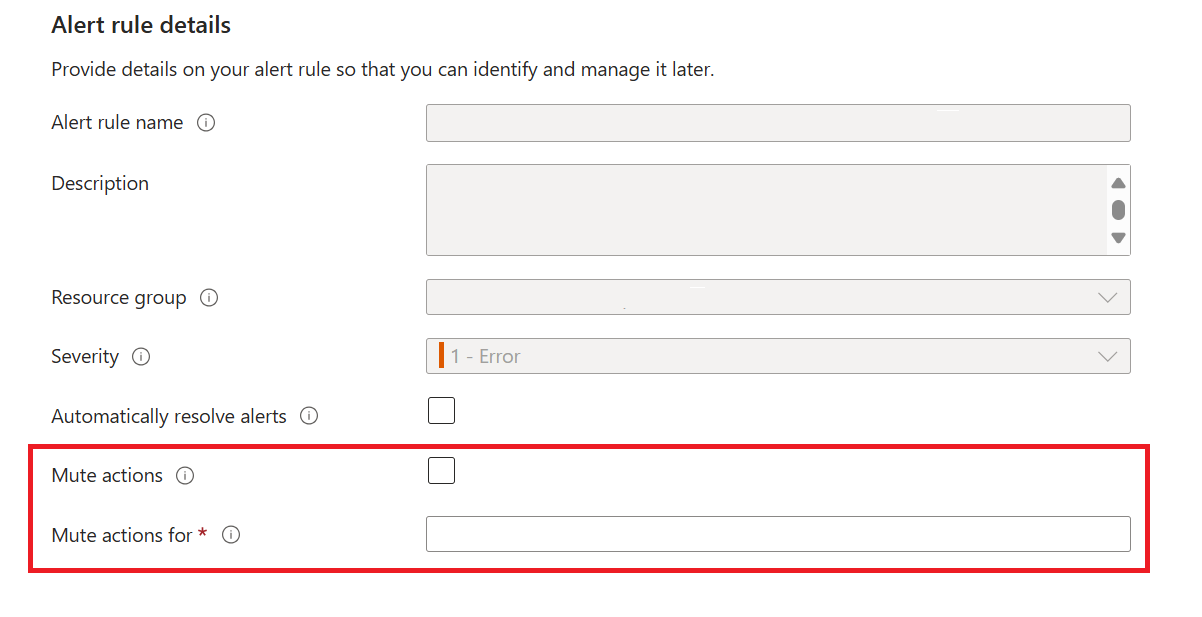 Alert rule details
Provide details on your alert rule so that you can identify and manage it later.
Alert rule name
Description
Resource group
Severity
1 - Error
Automatically resolve alerts
Mute actions
Mute actions for *